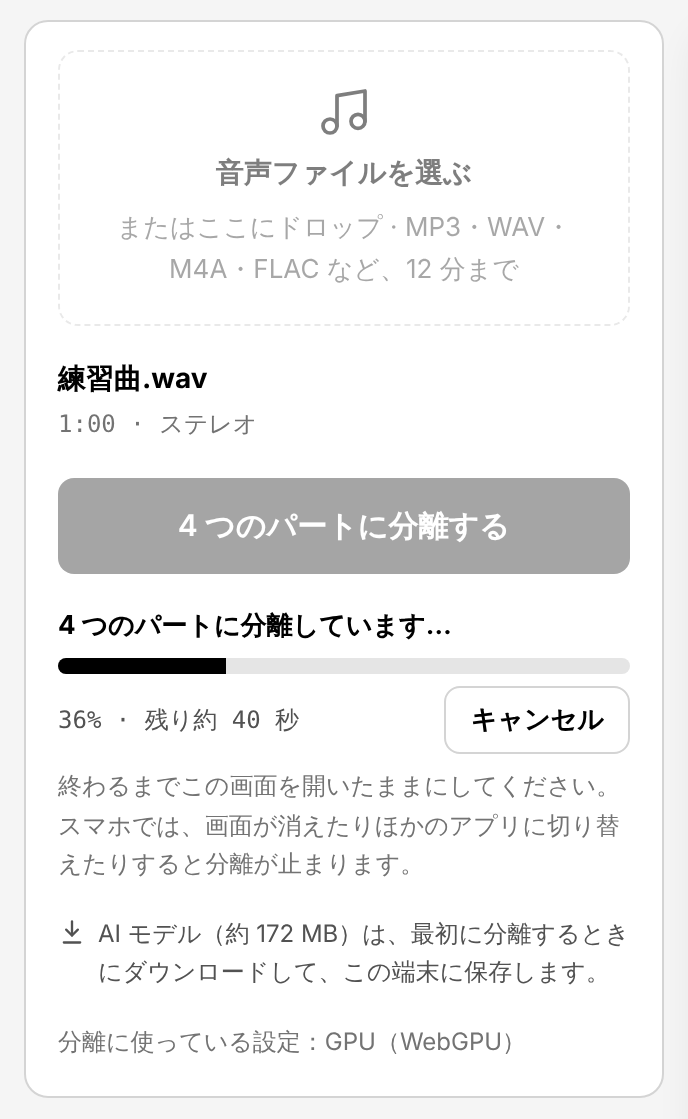 音声ファイルを選ぶ
またはここにドロップ · MP3・WAV・
M4A・FLAC など、12 分まで
練習曲.wav
1:00 · ステレオ
4 つのパートに分離する
4 つのパートに分離しています…
36% · 残り約 40 秒
キャンセル
終わるまでこの画面を開いたままにしてください。
スマホでは、画面が消えたりほかのアプリに切り替
えたりすると分離が止まります。
AI モデル（約 172 MB）は、最初に分離するとき
にダウンロードして、この端末に保存します。
分離に使っている設定：GPU（WebGPU）